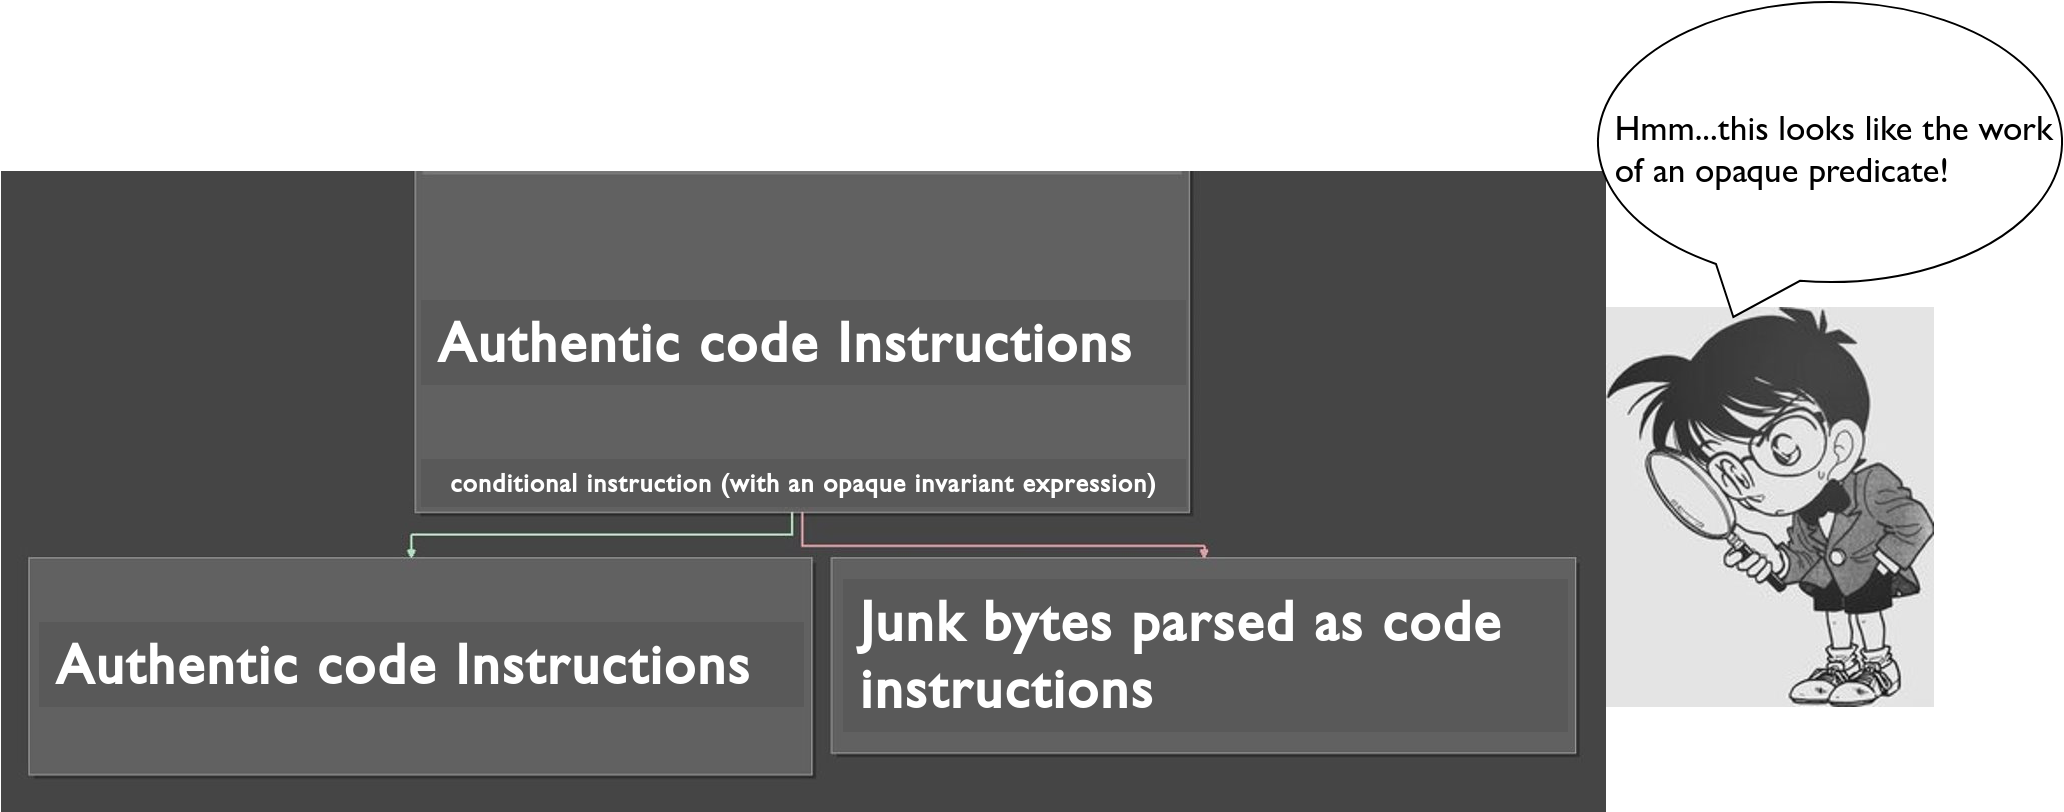 Hmm...this looks like the work
of an opaque predicate!
Authentic code Instructions
conditional instruction (with an opaque invariant expression)
Authentic code Instructions
Junk bytes parsed as code
instructions